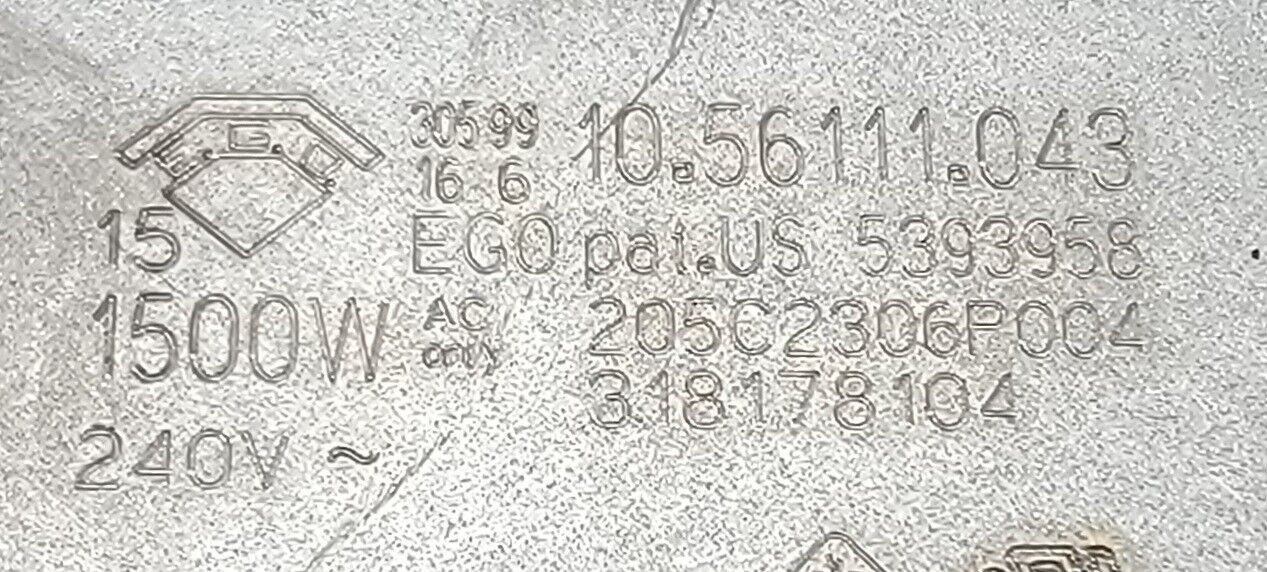 30599 10.56111.043
16 6
15 EGO pat.US 5393958
1500W AC only 205C2306P004
318178104
240V ~